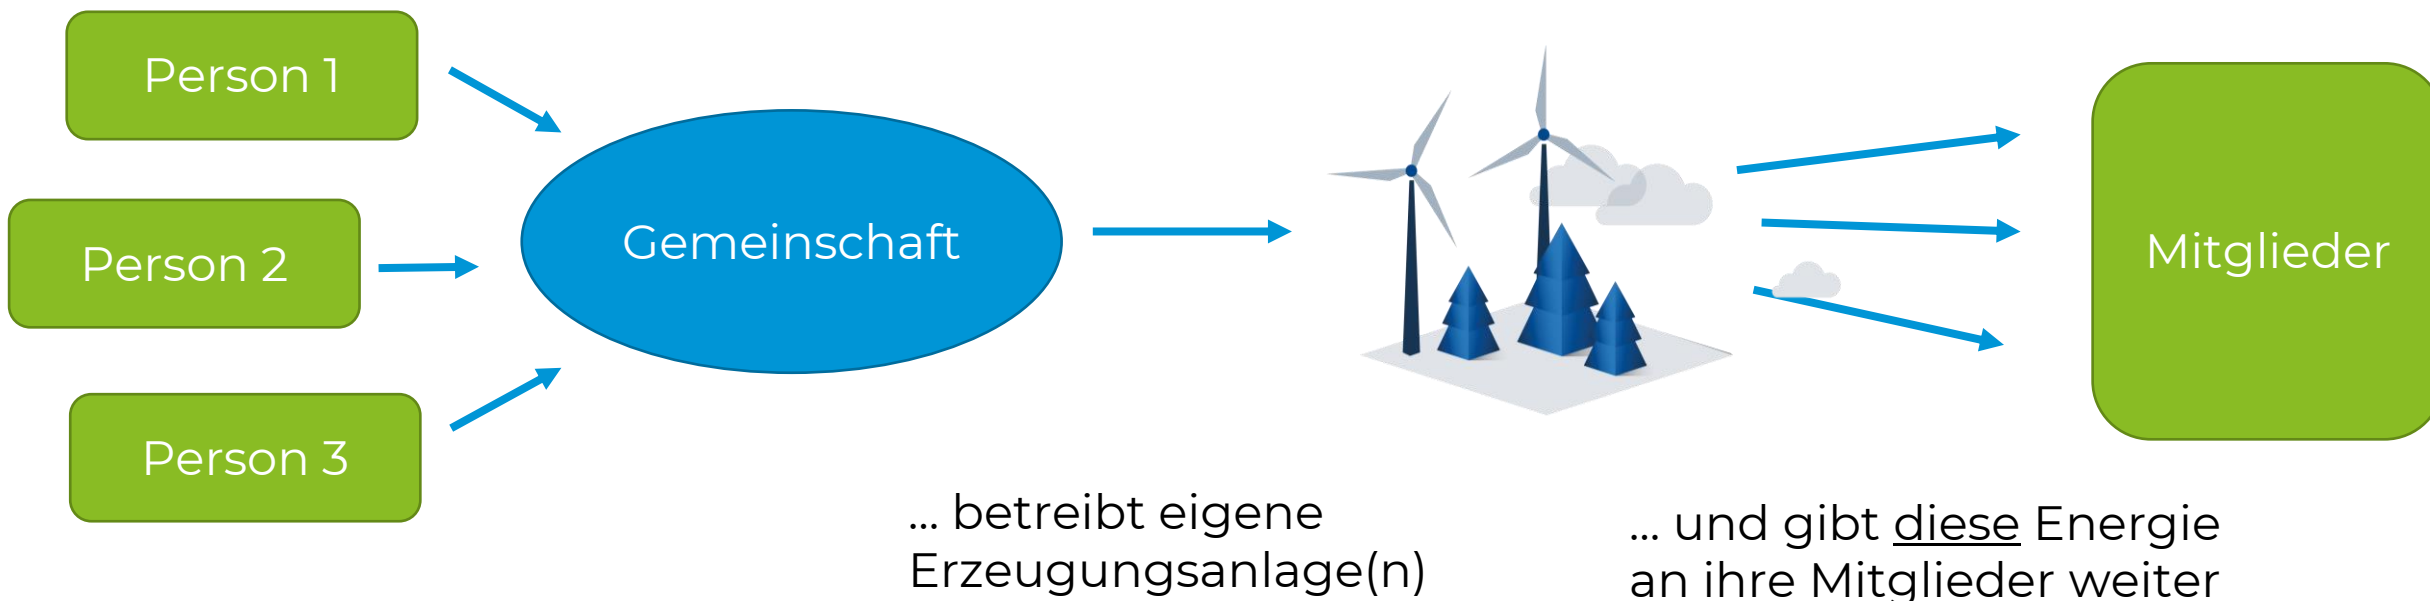 Person 1
Person 2
Person 3
Gemeinschaft
Mitglieder
... betreibt eigene
Erzeugungsanlage(n)
... und gibt diese Energie
an ihre Mitglieder weiter